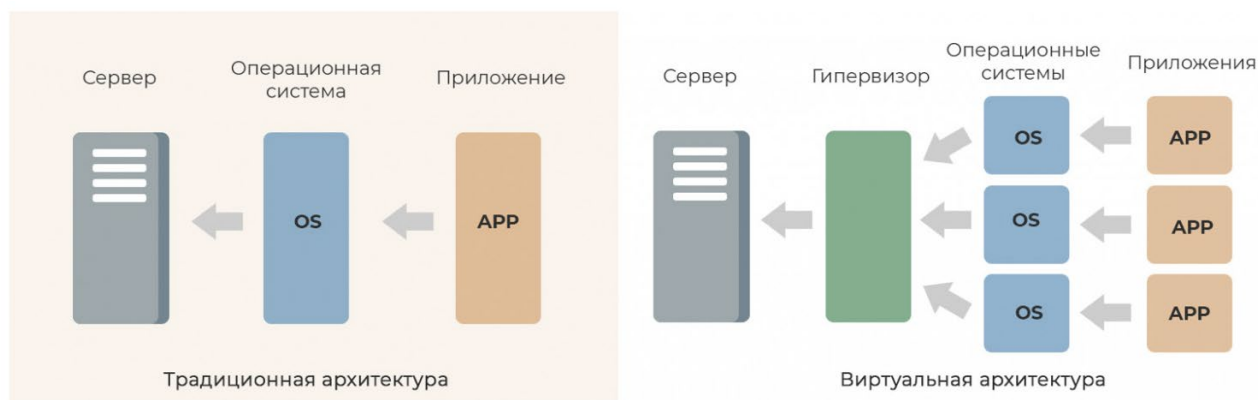 Сервер
Операционная
система
Приложение
OS
APP
Традиционная архитектура
Сервер
Гипервизор
Операционные
системы
Приложения
OS
APP
OS
APP
OS
APP
Виртуальная архитектура